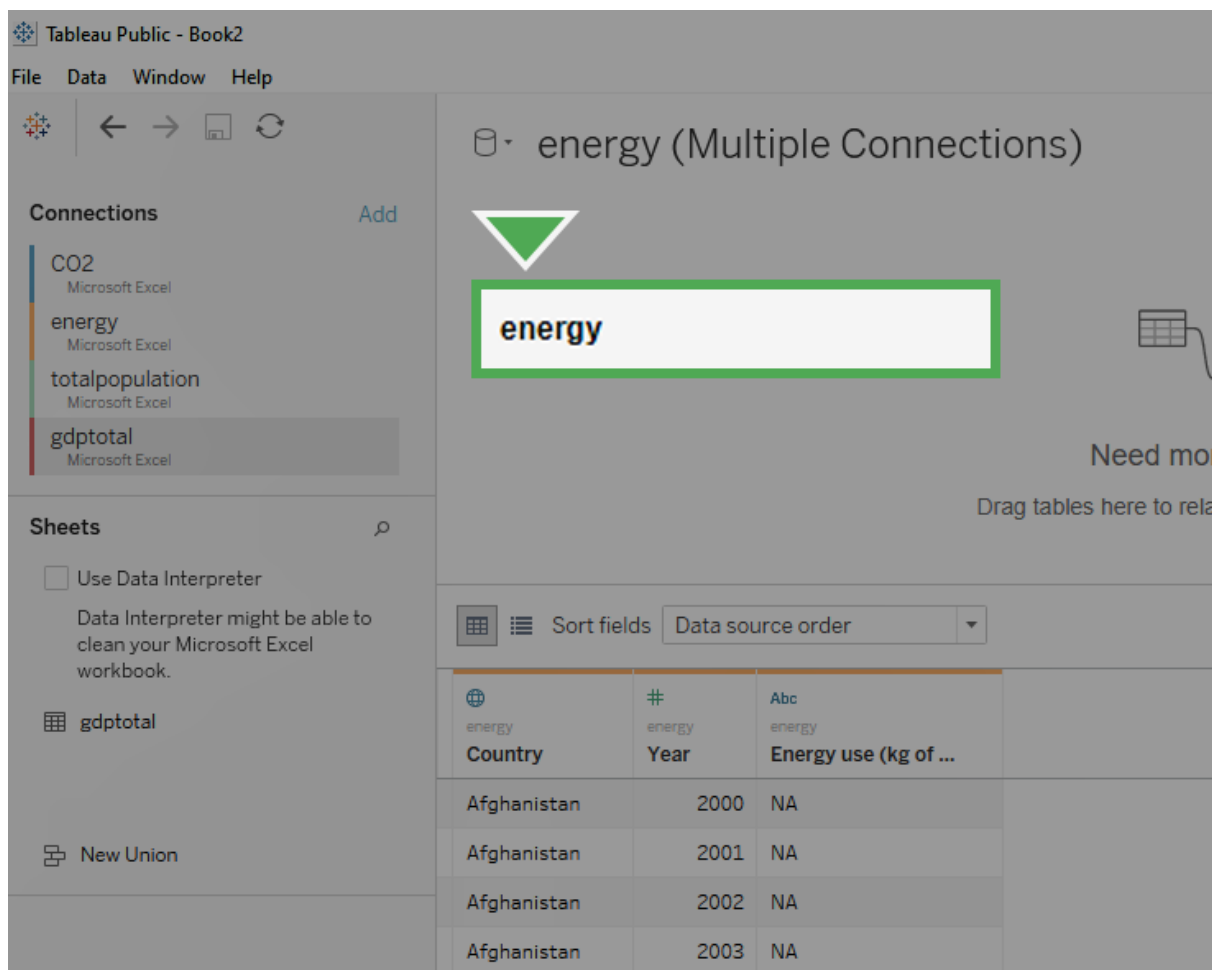 Tableau Public - Book2
File Data Window Help
energy (Multiple Connections)
Connections Add
CO2
Microsoft Excel
energy
Microsoft Excel
totalpopulation
Microsoft Excel
gdptotal
Microsoft Excel
energy
Need mo
Drag tables here to rela
Sheets
Use Data Interpreter
Data Interpreter might be able to
clean your Microsoft Excel
workbook.
gdptotal
New Union
Sort fields Data source order
# Abc
energy energy energy
Country Year Energy use (kg of ...
Afghanistan 2000 NA
Afghanistan 2001 NA
Afghanistan 2002 NA
Afghanistan 2003 NA